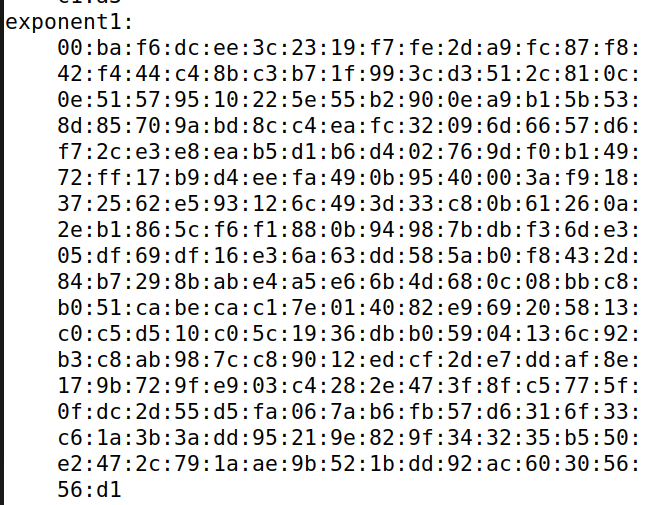 exponent1:
00:ba:f6:dc:ee:3c:23:19:f7:fe:2d:a9:fc:87:f8:
42:f4:44:c4:8b:c3:b7:1f:99:3c:d3:51:2c:81:0c:
0e:51:57:95:10:22:5e:55:b2:90:0e:a9:b1:5b:53:
8d:85:70:9a:bd:8c:c4:ea:fc:32:09:6d:66:57:d6:
f7:2c:e3:e8:ea:b5:d1:b6:d4:02:76:9d:f0:b1:49:
72:ff:17:b9:d4:ee:fa:49:0b:95:40:00:3a:f9:18:
37:25:62:e5:93:12:6c:49:3d:33:c8:0b:61:26:0a:
2e:b1:86:5c:f6:f1:88:0b:94:98:7b:db:f3:6d:e3:
05:df:69:df:16:e3:6a:63:dd:58:5a:b0:f8:43:2d:
84:b7:29:8b:ab:e4:a5:e6:6b:4d:68:0c:08:bb:c8:
b0:51:ca:be:ca:c1:7e:01:40:82:e9:69:20:58:13:
c0:c5:d5:10:c0:5c:19:36:db:b0:59:04:13:6c:92:
b3:c8:ab:98:7c:c8:90:12:ed:cf:2d:e7:dd:af:8e:
17:9b:72:9f:e9:03:c4:28:2e:47:3f:8f:c5:77:5f:
0f:dc:2d:55:d5:fa:06:7a:b6:fb:57:d6:31:6f:33:
c6:1a:3b:3a:dd:95:21:9e:82:9f:34:32:35:b5:50:
e2:47:2c:79:1a:ae:9b:52:1b:dd:92:ac:60:30:56:
56:d1